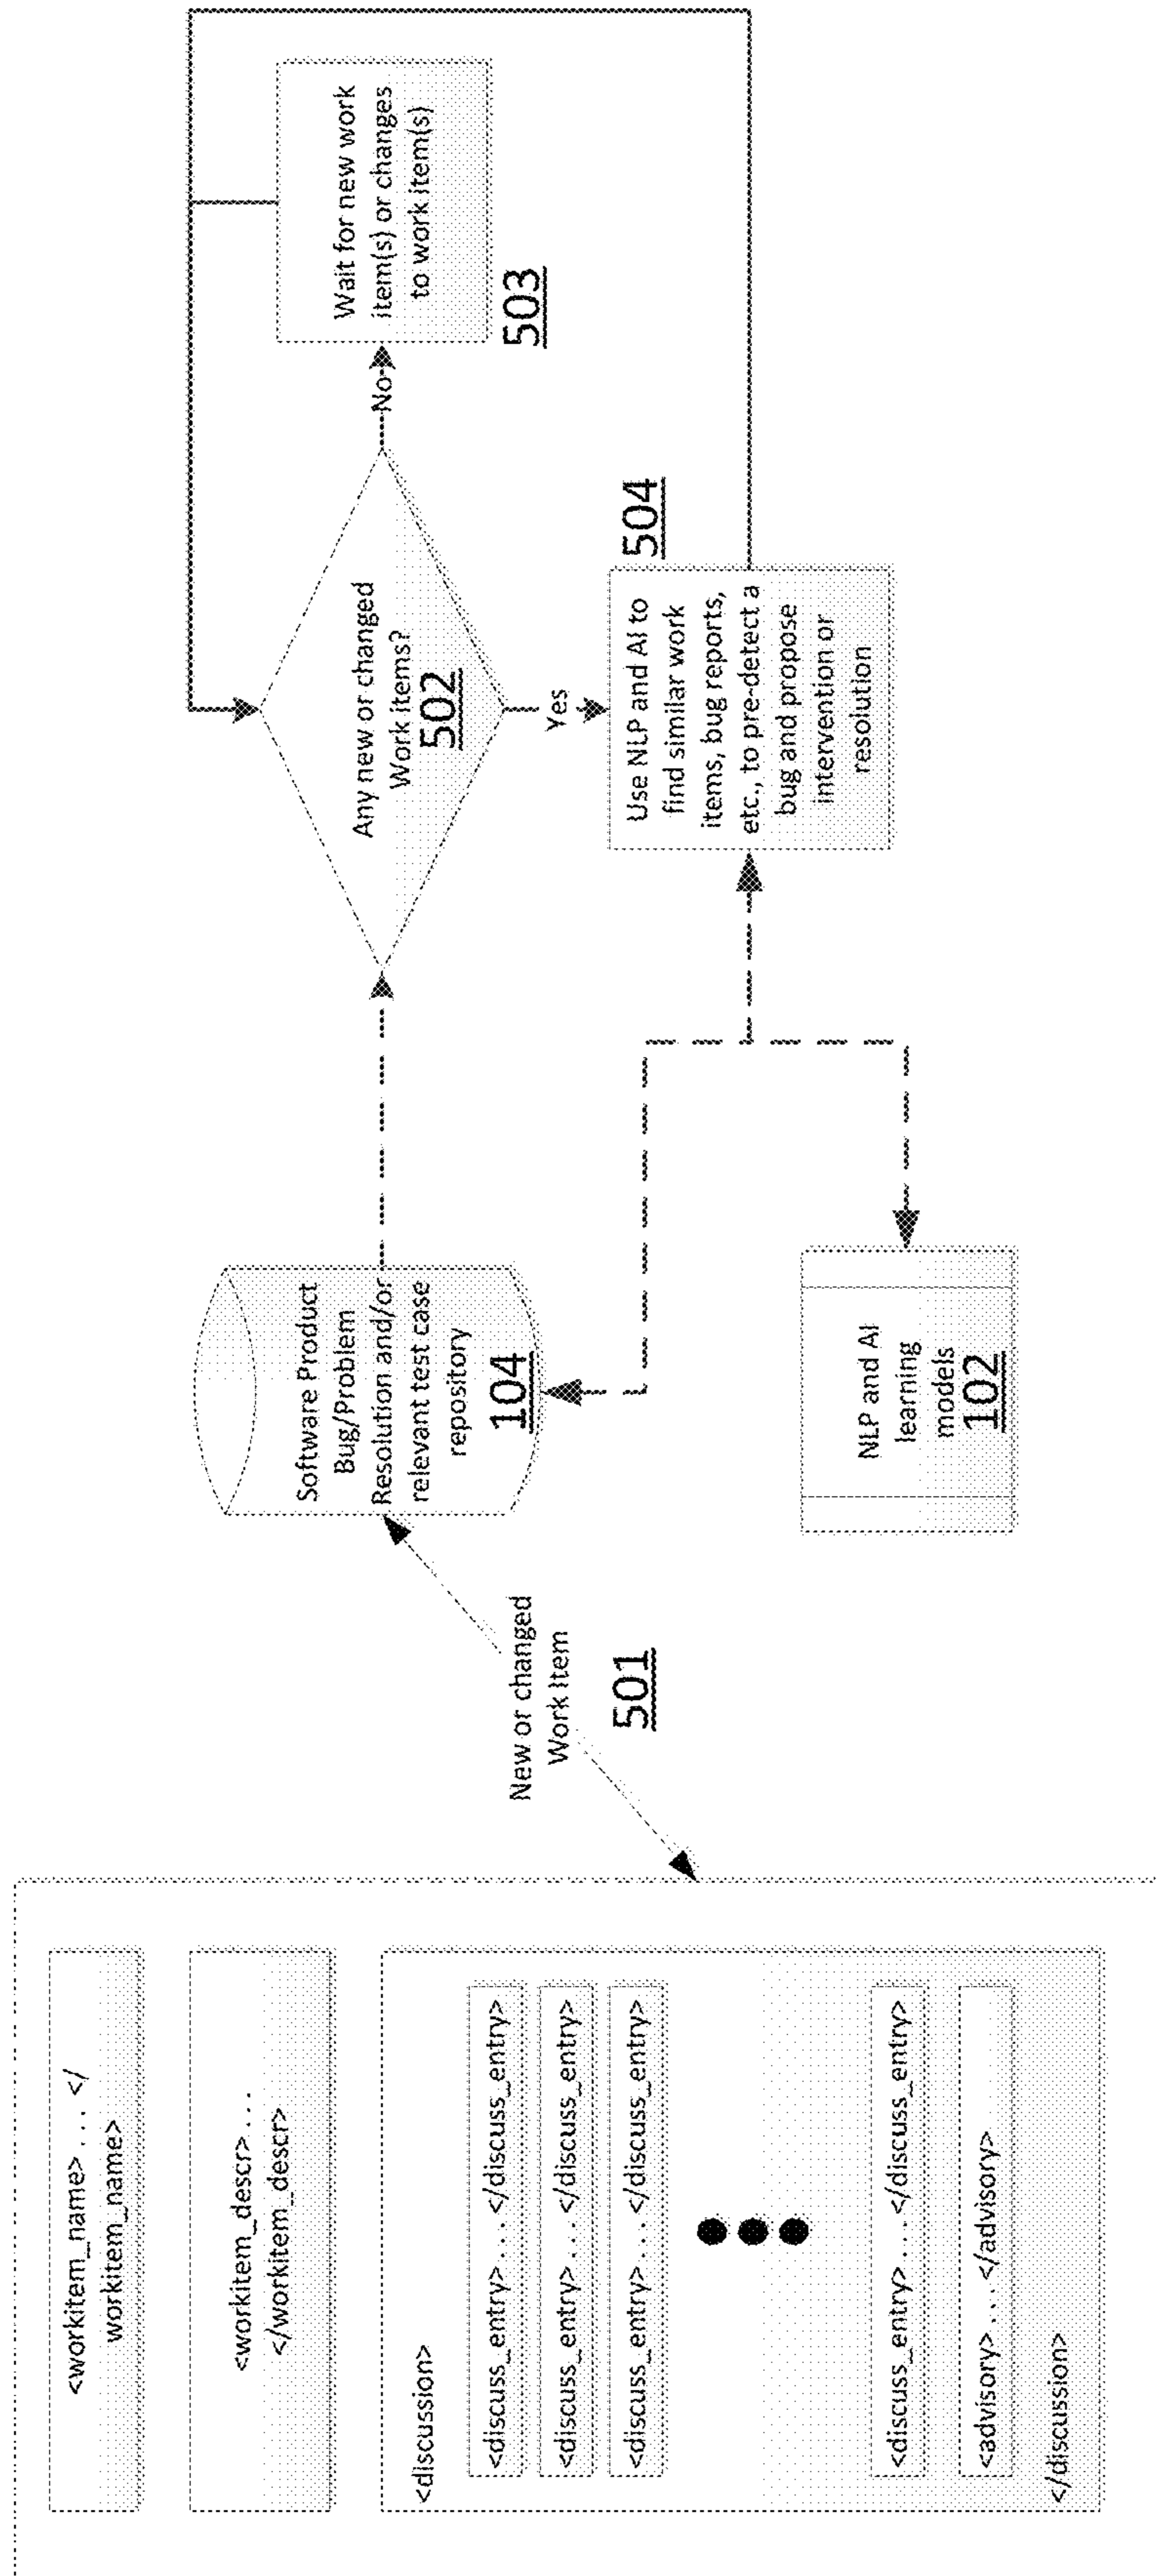 <workitem_name> . . . </
workitem_name>
<workitem_descr> . . .
</workitem_descr>
<discussion>
<discuss_entry> . . . </discuss_entry>
<discuss_entry> . . . </discuss_entry>
<discuss_entry> . . . </discuss_entry>
<discuss_entry> . . . </discuss_entry>
<advisory> . . . </advisory>
</discussion>
New or changed
Work Item
501
Software Product
Bug/Problem
Resolution and/or
relevant test case
repository
104
NLP and AI
learning
models
102
Any new or changed
Work items?
502
No
Wait for new work
item(s) or changes
to work item(s)
503
Yes
504
Use NLP and AI to
find similar work
items, bug reports,
etc., to pre-detect a
bug and propose
intervention or
resolution